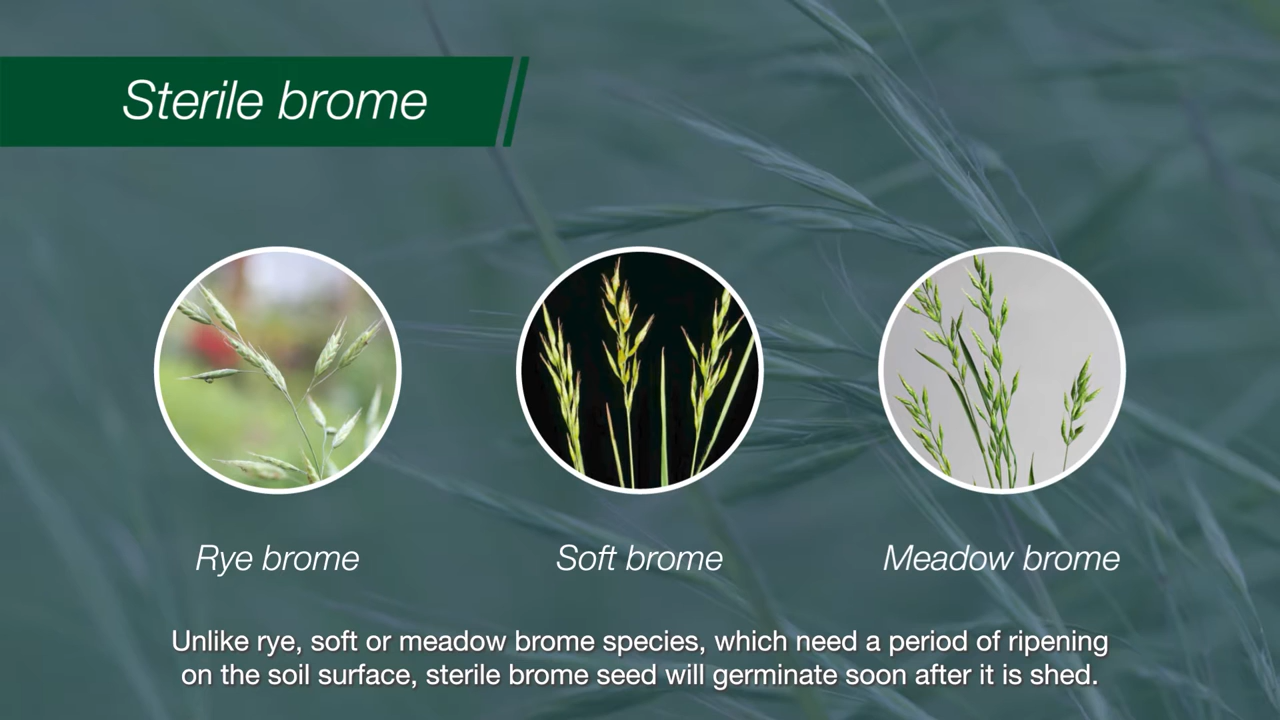 Sterile brome
Rye brome
Soft brome
Meadow brome
Unlike rye, soft or meadow brome species, which need a period of ripening
on the soil surface, sterile brome seed will germinate soon after it is shed.